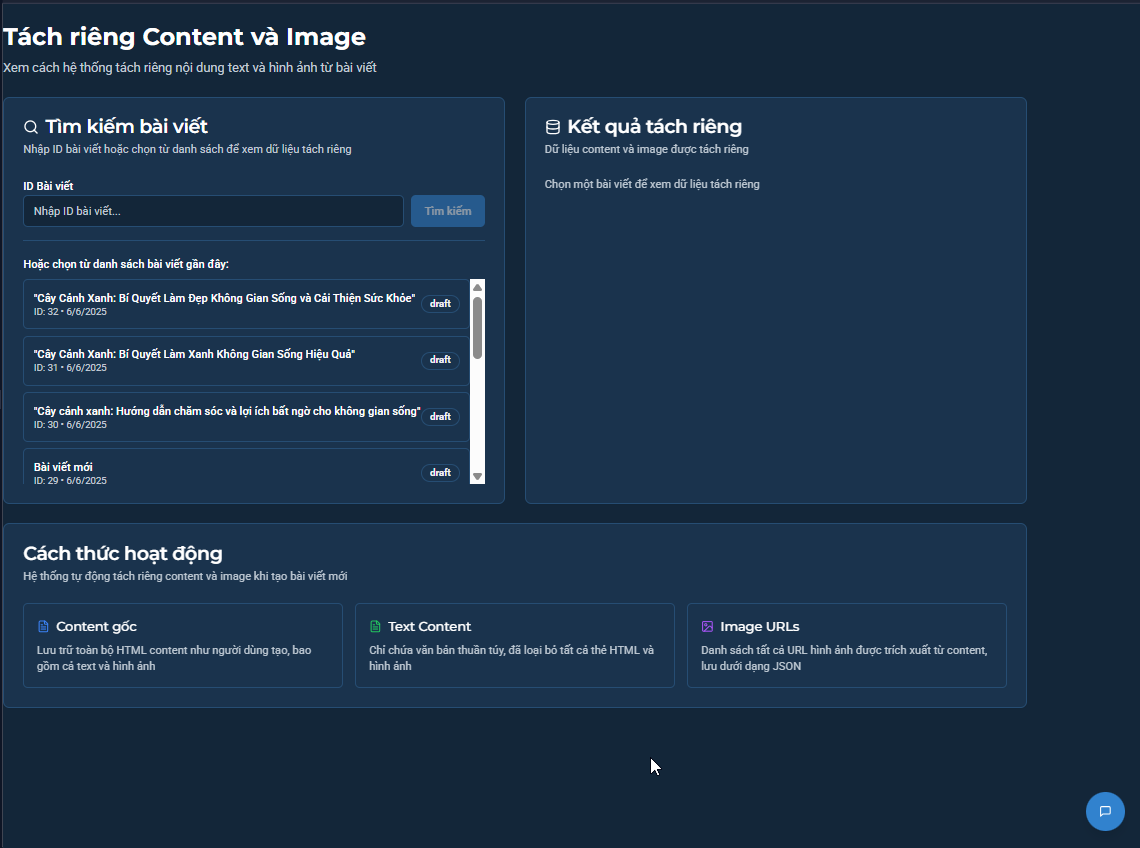 Tách riêng Content và Image
Xem cách hệ thống tách riêng nội dung text và hình ảnh từ bài viết
Tìm kiếm bài viết
Nhập ID bài viết hoặc chọn từ danh sách để xem dữ liệu tách riêng
ID Bài viết
Nhập ID bài viết...
Tìm kiếm
Hoặc chọn từ danh sách bài viết gần đây:
"Cây Cảnh Xanh: Bí Quyết Làm Đẹp Không Gian Sống và Cải Thiện Sức Khỏe"
draft
ID: 32 • 6/6/2025
"Cây Cảnh Xanh: Bí Quyết Làm Xanh Không Gian Sống Hiệu Quả"
draft
ID: 31 • 6/6/2025
"Cây cảnh xanh: Hướng dẫn chăm sóc và lợi ích bất ngờ cho không gian sống"
draft
ID: 30 • 6/6/2025
Bài viết mới
draft
ID: 29 • 6/6/2025
Kết quả tách riêng
Dữ liệu content và image được tách riêng
Chọn một bài viết để xem dữ liệu tách riêng
Cách thức hoạt động
Hệ thống tự động tách riêng content và image khi tạo bài viết mới
Content gốc
Lưu trữ toàn bộ HTML content như người dùng tạo, bao
gồm cả text và hình ảnh
Text Content
Chỉ chứa văn bản thuần túy, đã loại bỏ tất cả thẻ HTML và
hình ảnh
Image URLs
Danh sách tất cả URL hình ảnh được trích xuất từ content,
lưu dưới dạng JSON